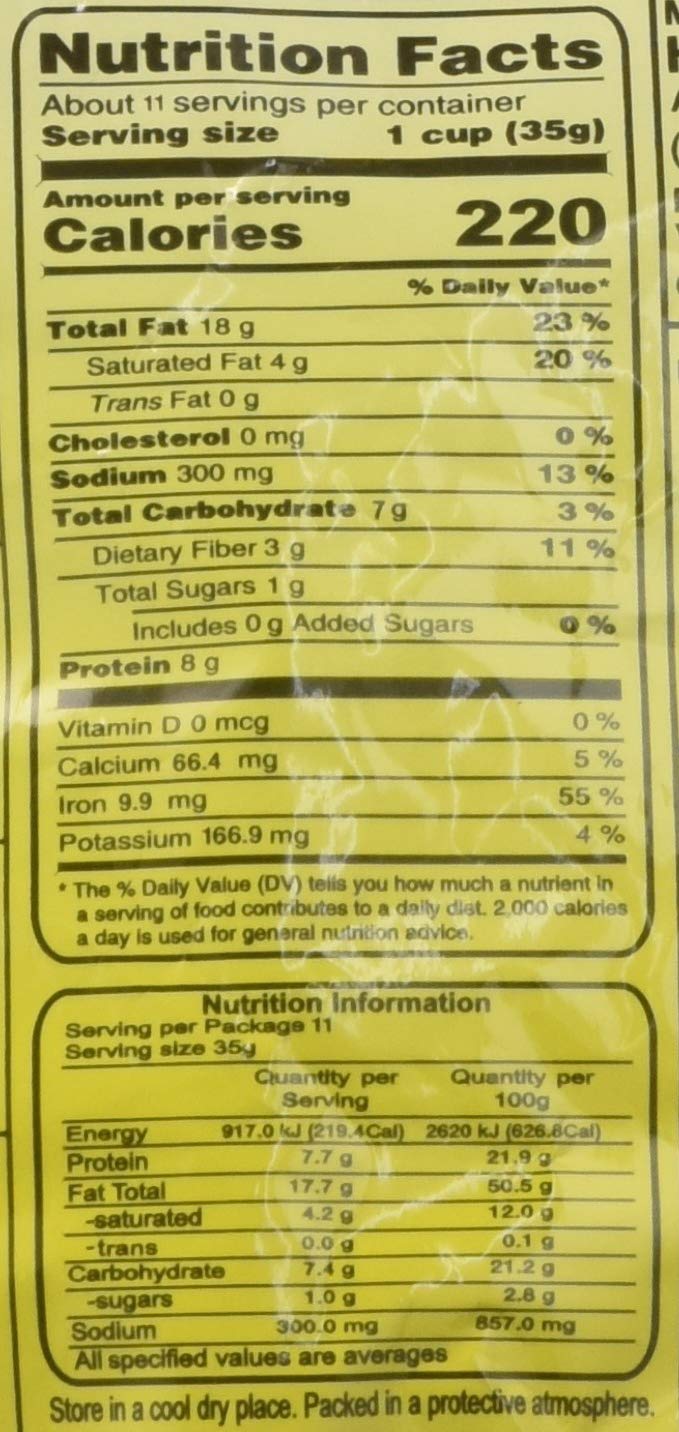 Nutrition Facts
About 11 servings per container
Serving size 1 cup (35g)
Amount per serving
Calories 220
% Daily Value*
Total Fat 18 g 23 %
Saturated Fat 4 g 20 %
Trans Fat 0 g
Cholesterol 0 mg 0 %
Sodium 300 mg 13 %
Total Carbohydrate 7 g 3 %
Dietary Fiber 3 g 11 %
Total Sugars 1 g
Includes 0 g Added Sugars 0 %
Protein 8 g
Vitamin D 0 mcg 0 %
Calcium 66.4 mg 5 %
Iron 9.9 mg 55 %
Potassium 166.9 mg 4 %
* The % Daily Value (DV) tells you how much a nutrient in
a serving of food contributes to a daily diet. 2,000 calories
a day is used for general nutrition advice.
Nutrition Information
Serving per Package 11
Serving size 35g
Quantity per Quantity per
Serving 100g
Energy 917.0 kJ (219.4Cal) 2620 kJ (626.8Cal)
Protein 7.7 g 21.9 g
Fat Total 17.7 g 50.5 g
-saturated 4.2 g 12.0 g
-trans 0.0 g 0.1 g
Carbohydrate 7.4 g 21.2 g
-sugars 1.0 g 2.8 g
Sodium 300.0 mg 857.0 mg
All specified values are averages
Store in a cool dry place. Packed in a protective atmosphere.